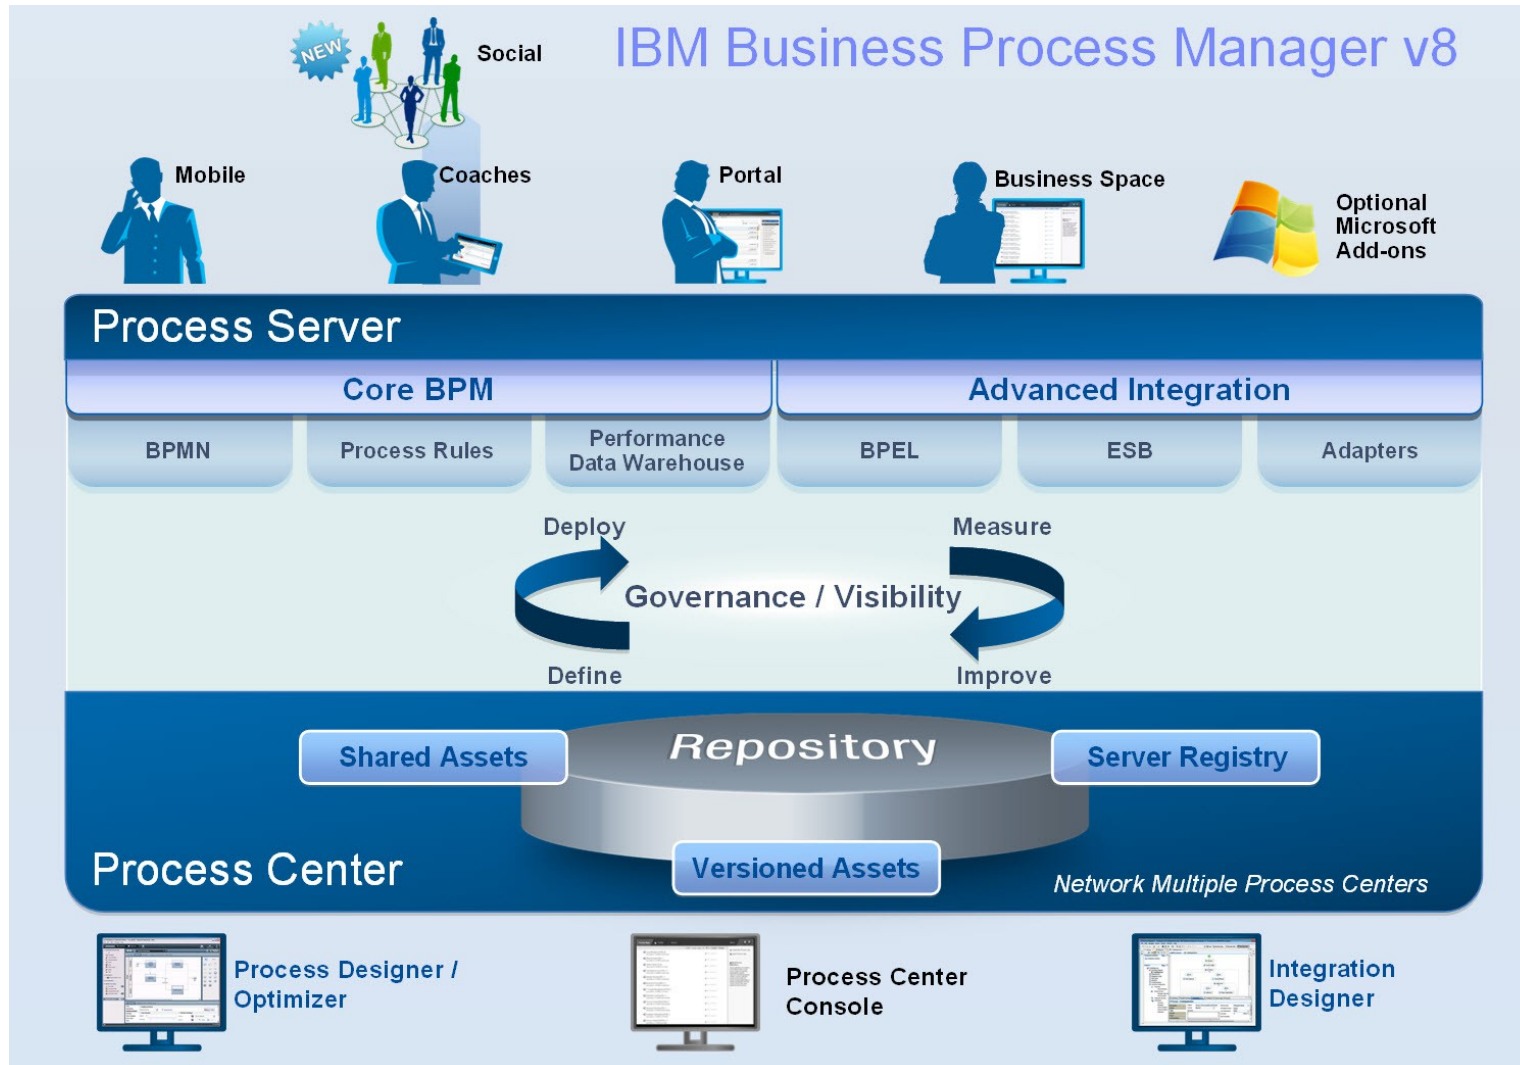 IBM Business Process Manager v8
NEW
Social
Mobile
Coaches
Portal
Business Space
Optional
Microsoft
Add-ons
Process Server
Core BPM
Advanced Integration
BPMN
Process Rules
Performance
Data Warehouse
BPEL
ESB
Adapters
Deploy
Measure
Governance / Visibility
Define
Improve
Shared Assets
Repository
Server Registry
Process Center
Versioned Assets
Network Multiple Process Centers
Process Designer /
Optimizer
Process Center
Console
Integration
Designer